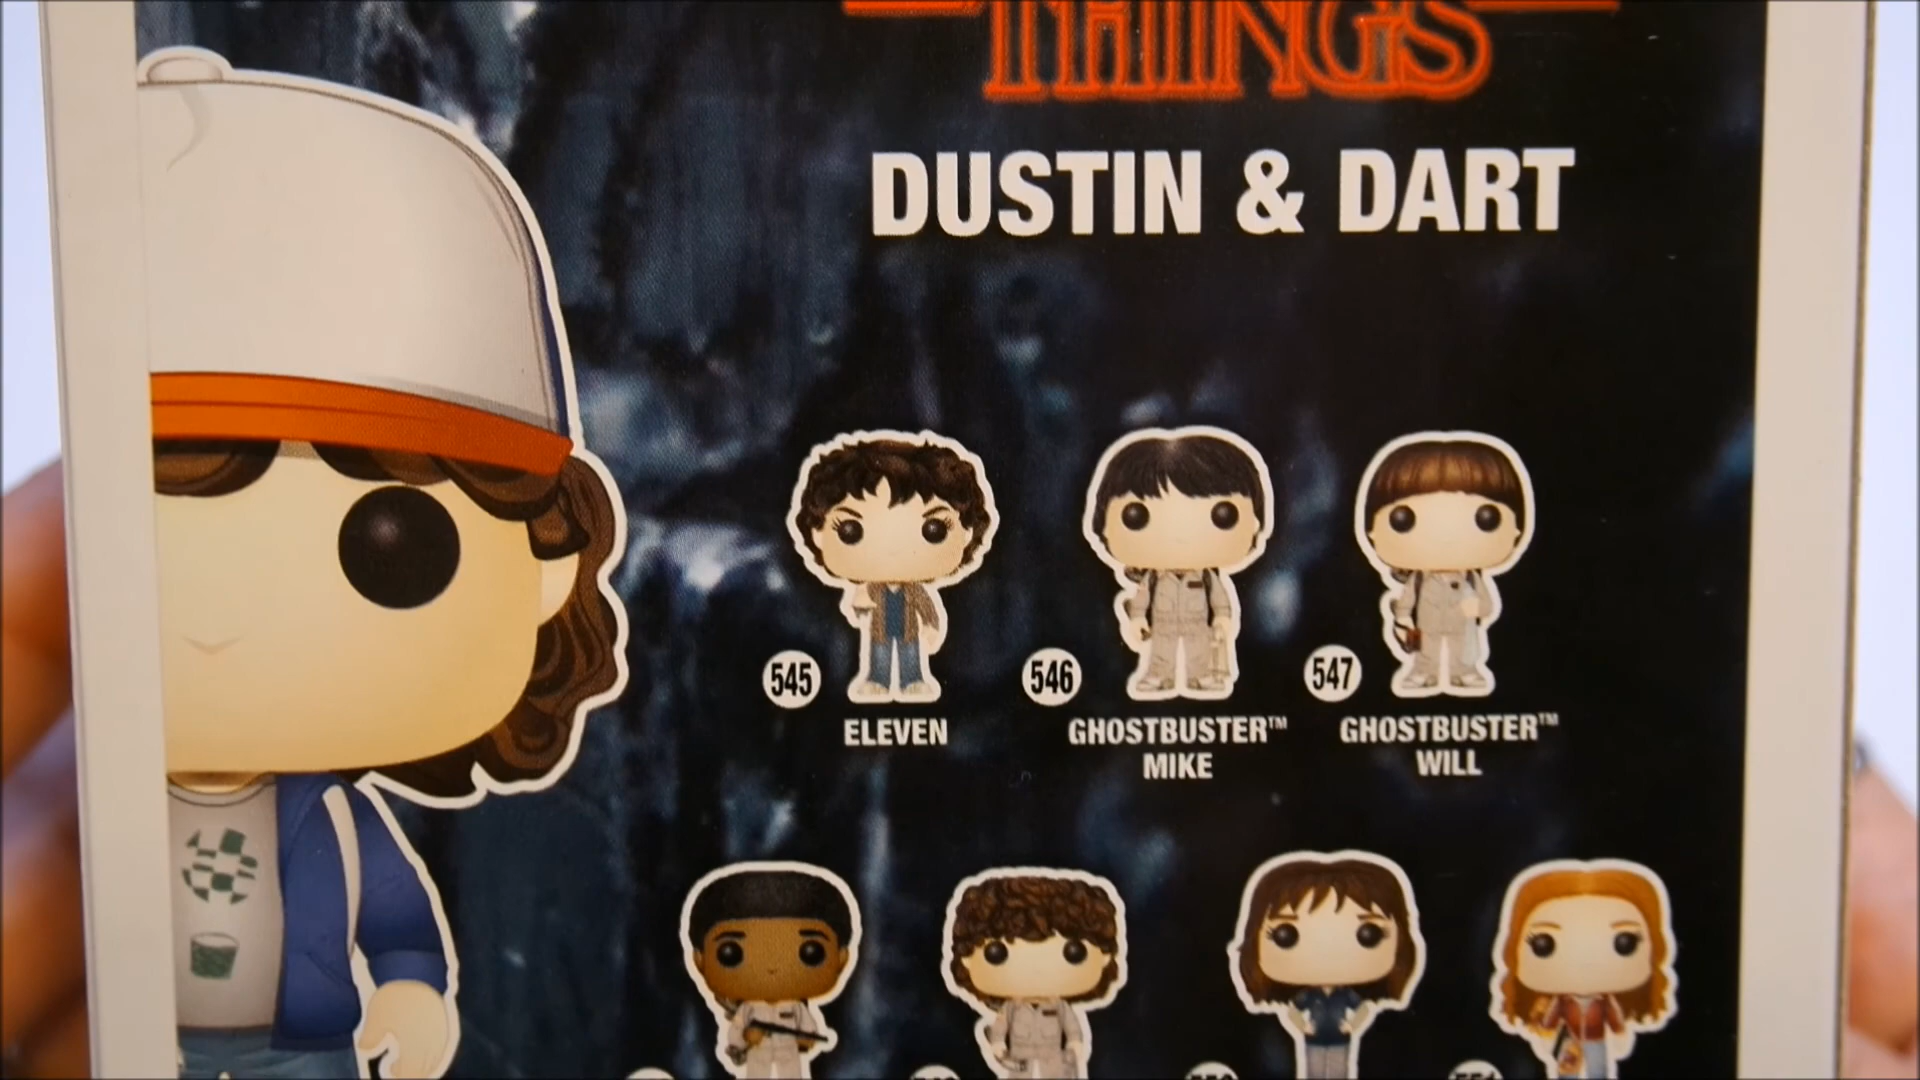 THINGS
DUSTIN & DART
545
546
547
ELEVEN
GHOSTBUSTER™
MIKE
GHOSTBUSTER™
WILL